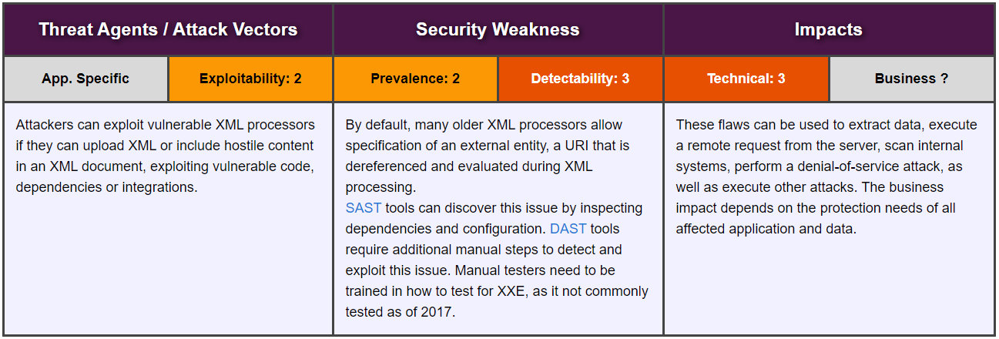 Threat Agents / Attack Vectors
Security Weakness
Impacts
App. Specific
Exploitability: 2
Prevalence: 2
Detectability: 3
Technical: 3
Business ?
Attackers can exploit vulnerable XML processors
if they can upload XML or include hostile content
in an XML document, exploiting vulnerable code,
dependencies or integrations.
By default, many older XML processors allow
specification of an external entity, a URI that is
dereferenced and evaluated during XML
processing.
SAST tools can discover this issue by inspecting
dependencies and configuration. DAST tools
require additional manual steps to detect and
exploit this issue. Manual testers need to be
trained in how to test for XXE, as it not commonly
tested as of 2017.
These flaws can be used to extract data, execute
a remote request from the server, scan internal
systems, perform a denial-of-service attack, as
well as execute other attacks. The business
impact depends on the protection needs of all
affected application and data.